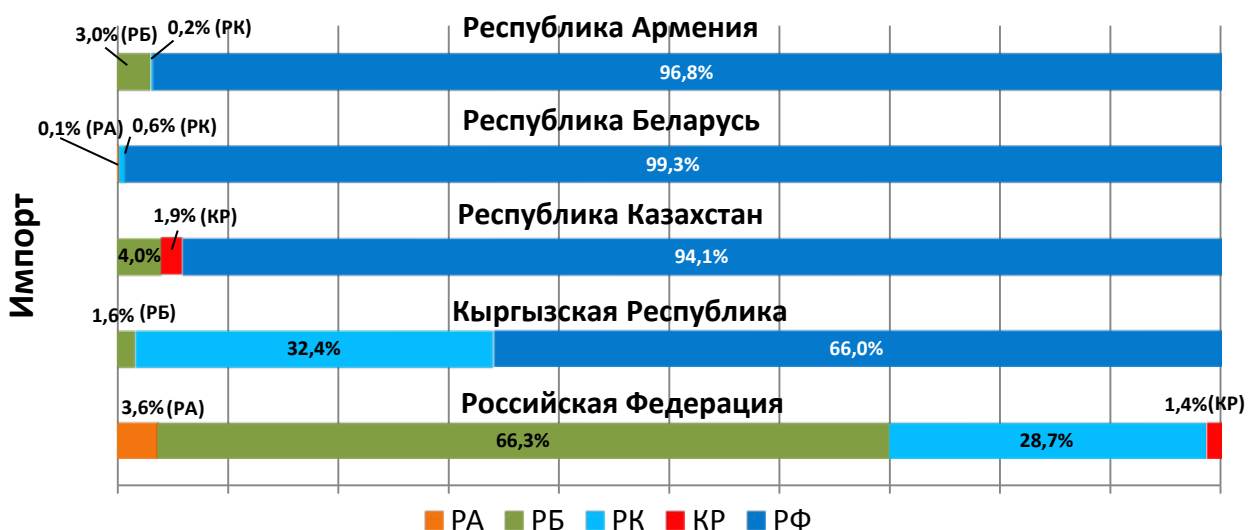 Импорт
Республика Армения
3,0% (РБ)
0,2% (РК)
96,8%
Республика Беларусь
0,1% (РА)
0,6% (РК)
99,3%
Республика Казахстан
1,9% (КР)
4,0%
94,1%
Кыргызская Республика
1,6% (РБ)
32,4%
66,0%
Российская Федерация
3,6% (РА)
1,4%(КР)
66,3%
28,7%
РА РБ РК КР РФ